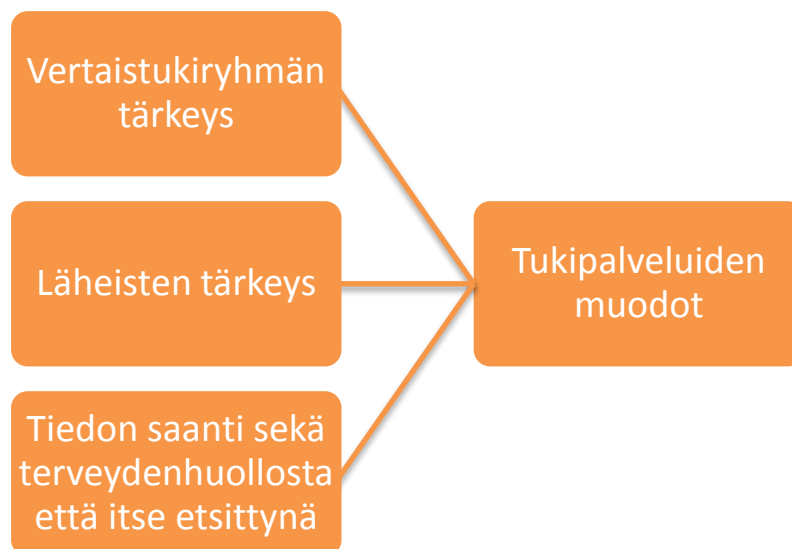 Vertaistukiryhmän
tärkeys
Läheisten tärkeys
Tukipalveluiden
muodot
Tiedon saanti sekä
terveydenhuollosta
että itse etsittynä